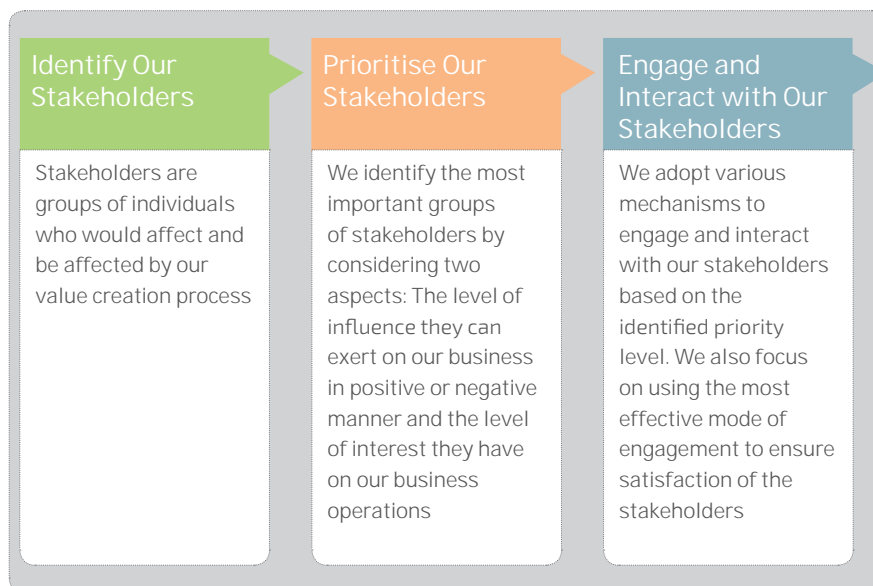 Identify Our
Stakeholders
Stakeholders are
groups of individuals
who would affect and
be affected by our
value creation process
Prioritise Our
Stakeholders
We identify the most
important groups
of stakeholders by
considering two
aspects: The level of
influence they can
exert on our business
in positive or negative
manner and the level
of interest they have
on our business
operations
Engage and
Interact with Our
Stakeholders
We adopt various
mechanisms to
engage and interact
with our stakeholders
based on the
identified priority
level. We also focus
on using the most
effective mode of
engagement to ensure
satisfaction of the
stakeholders